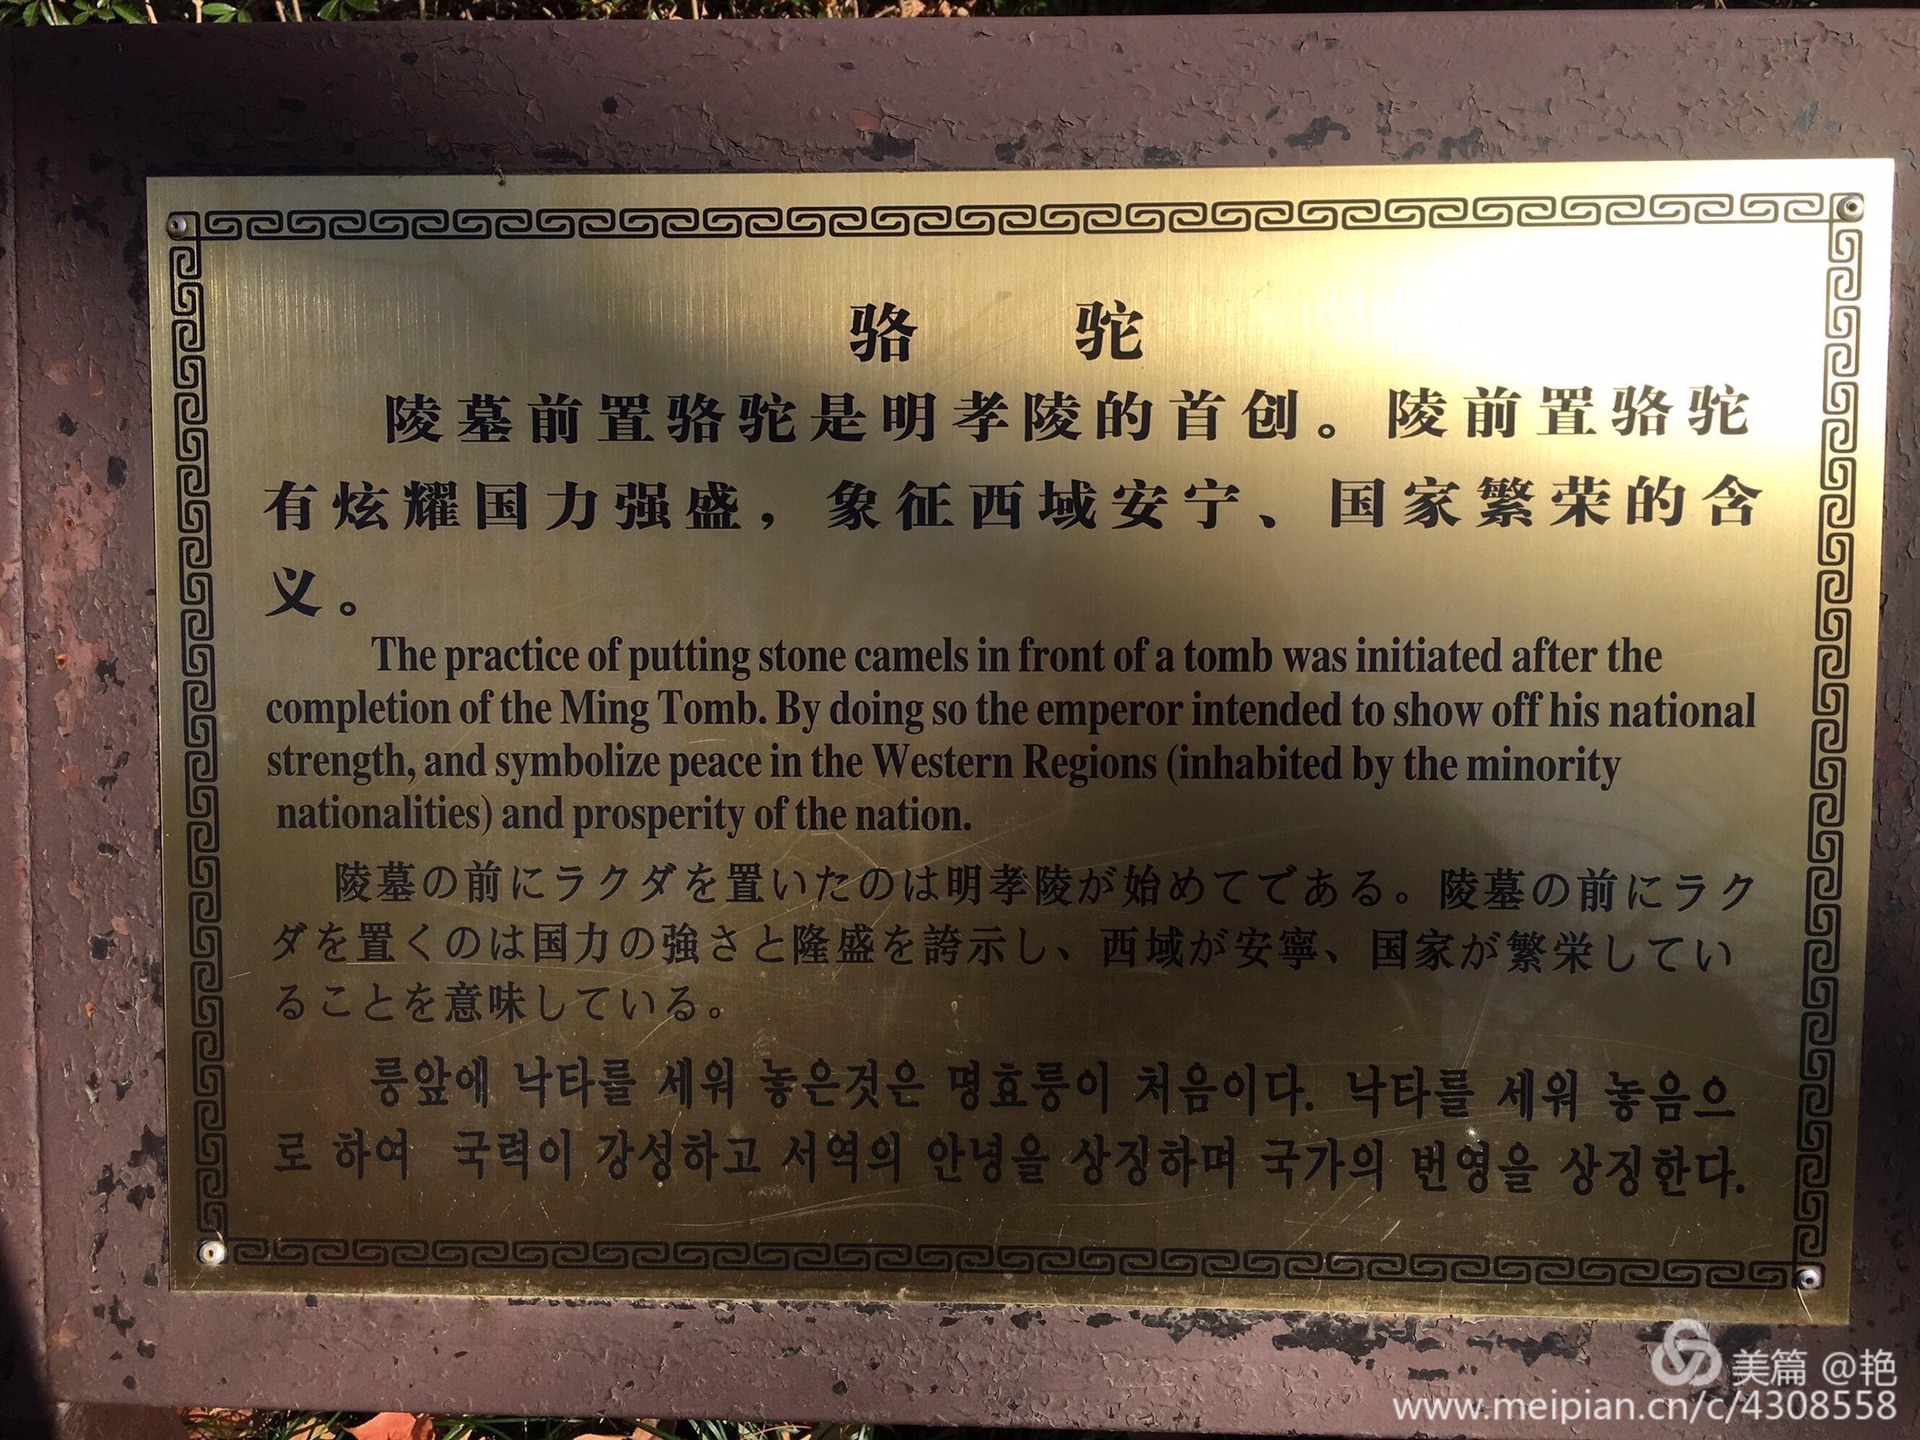 骆 驼
陵墓前置骆驼是明孝陵的首创。陵前置骆驼
有炫耀国力强盛，象征西域安宁、国家繁荣的含
义。
The practice of putting stone camels in front of a tomb was initiated after the
completion of the Ming Tomb. By doing so the emperor intended to show off his national
strength, and symbolize peace in the Western Regions (inhabited by the minority
nationalities) and prosperity of the nation.
陵墓の前にラクダを置いたのは明孝陵が始めてである。陵墓の前にラク
ダを置くのは国力の強さと隆盛を誇示し、西域が安寧、国家が繁栄してい
ることを意味している。
릉앞에 낙타를 세워 놓은것은 명효릉이 처음이다. 낙타를 세워 놓음으
로 하여 국력이 강성하고 서역의 안녕을 상징하며 국가의 번영을 상징한다.
美篇 @艳
www.meipian.cn/c/4308558